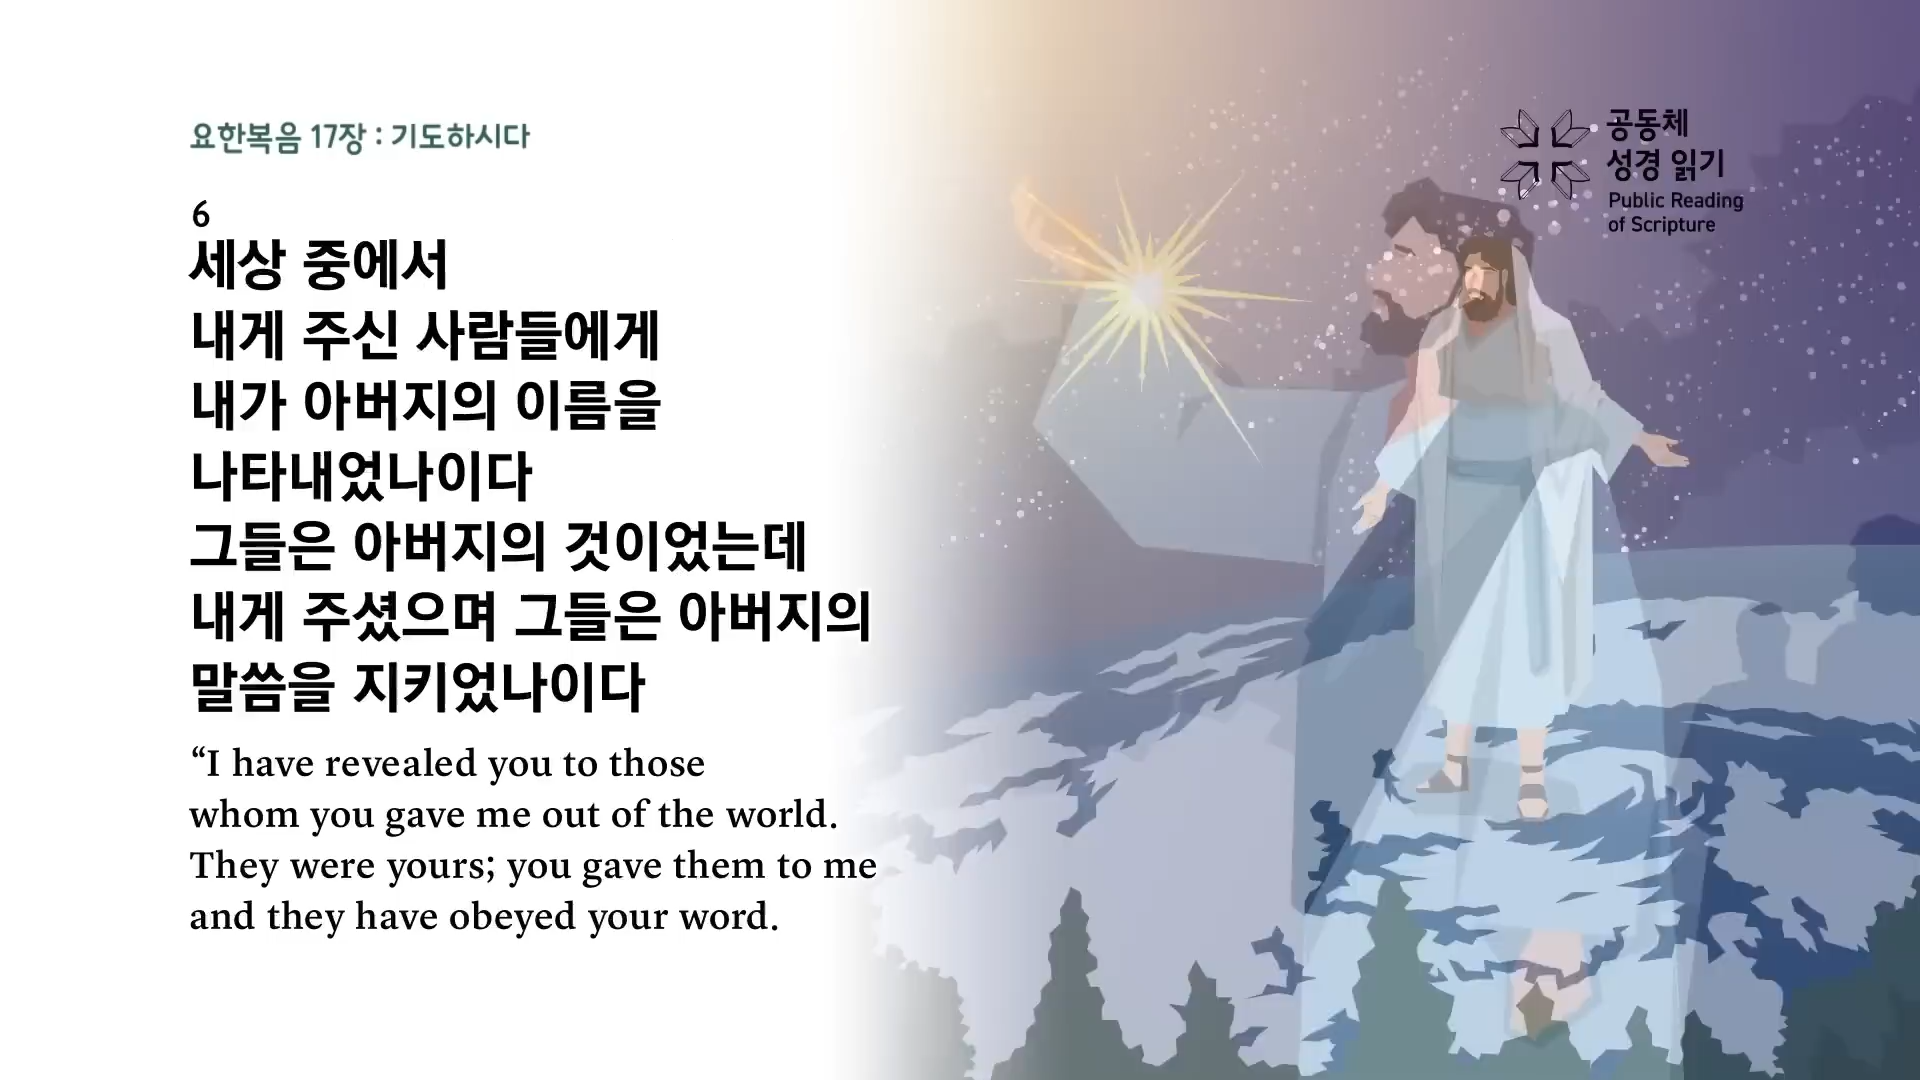 요한복음 17장 : 기도하시다
공동체
성경 읽기
Public Reading
of Scripture
6
세상 중에서
내게 주신 사람들에게
내가 아버지의 이름을
나타내었나이다
그들은 아버지의 것이었는데
내게 주셨으며 그들은 아버지의
말씀을 지키었나이다
“I have revealed you to those
whom you gave me out of the world.
They were yours; you gave them to me
and they have obeyed your word.